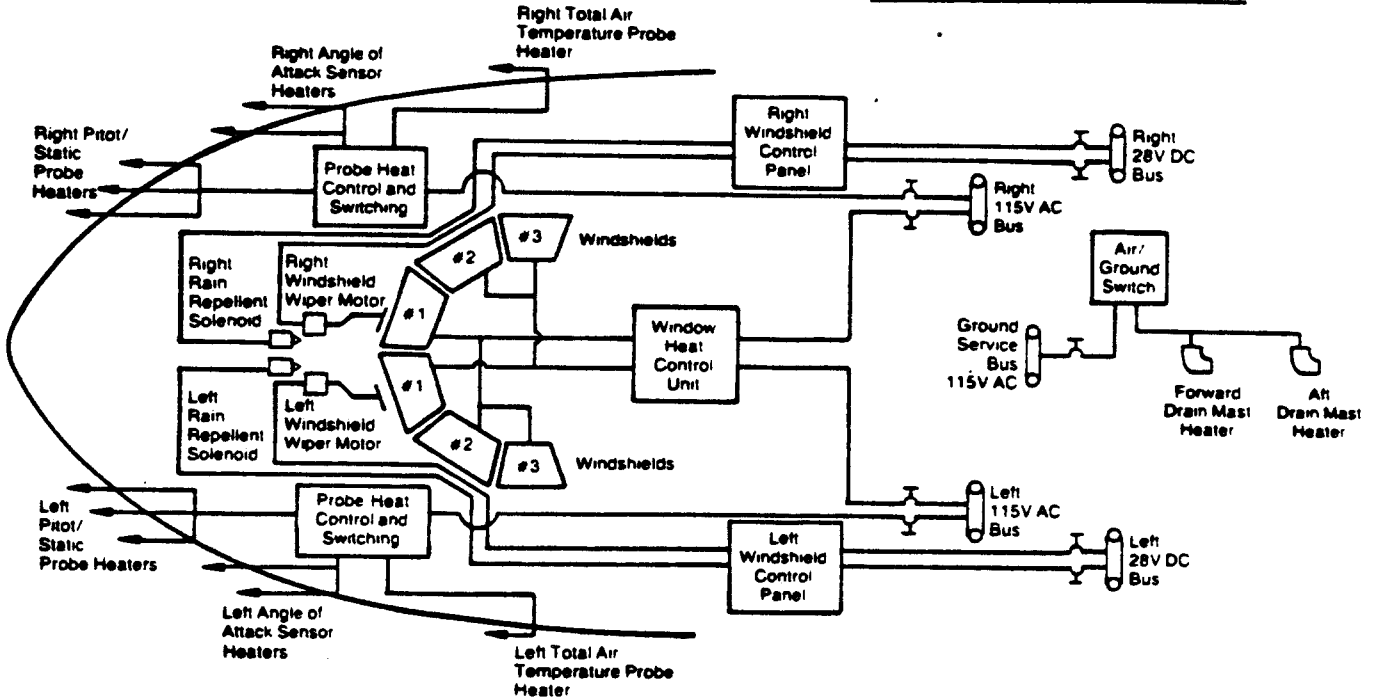 Right Total Air
Temperature Probe
Heater
Right Angle of
Attack Sensor
Heaters
Right Pitot/
Static
Probe
Heaters
Probe Heat
Control and
Switching
Right
Windshield
Control
Panel
Right
28V DC
Bus
Right
115V AC
Bus
Air/
Ground
Switch
#3
Windshields
#2
#1
Right
Rain
Repellent
Solenoid
Right
Windshield
Wiper Motor
Window
Heat
Control
Unit
Ground
Service
Bus
115V AC
Forward
Drain Mast
Heater
Aft
Drain Mast
Heater
#1
#2
#3
Windshields
Left
Rain
Repellent
Solenoid
Left
Windshield
Wiper Motor
Left
Pitot/
Static
Probe Heaters
Probe Heat
Control and
Switching
Left
115V AC
Bus
Left
Windshield
Control
Panel
Left
28V DC
Bus
Left Angle of
Attack Sensor
Heaters
Left Total Air
Temperature Probe
Heater